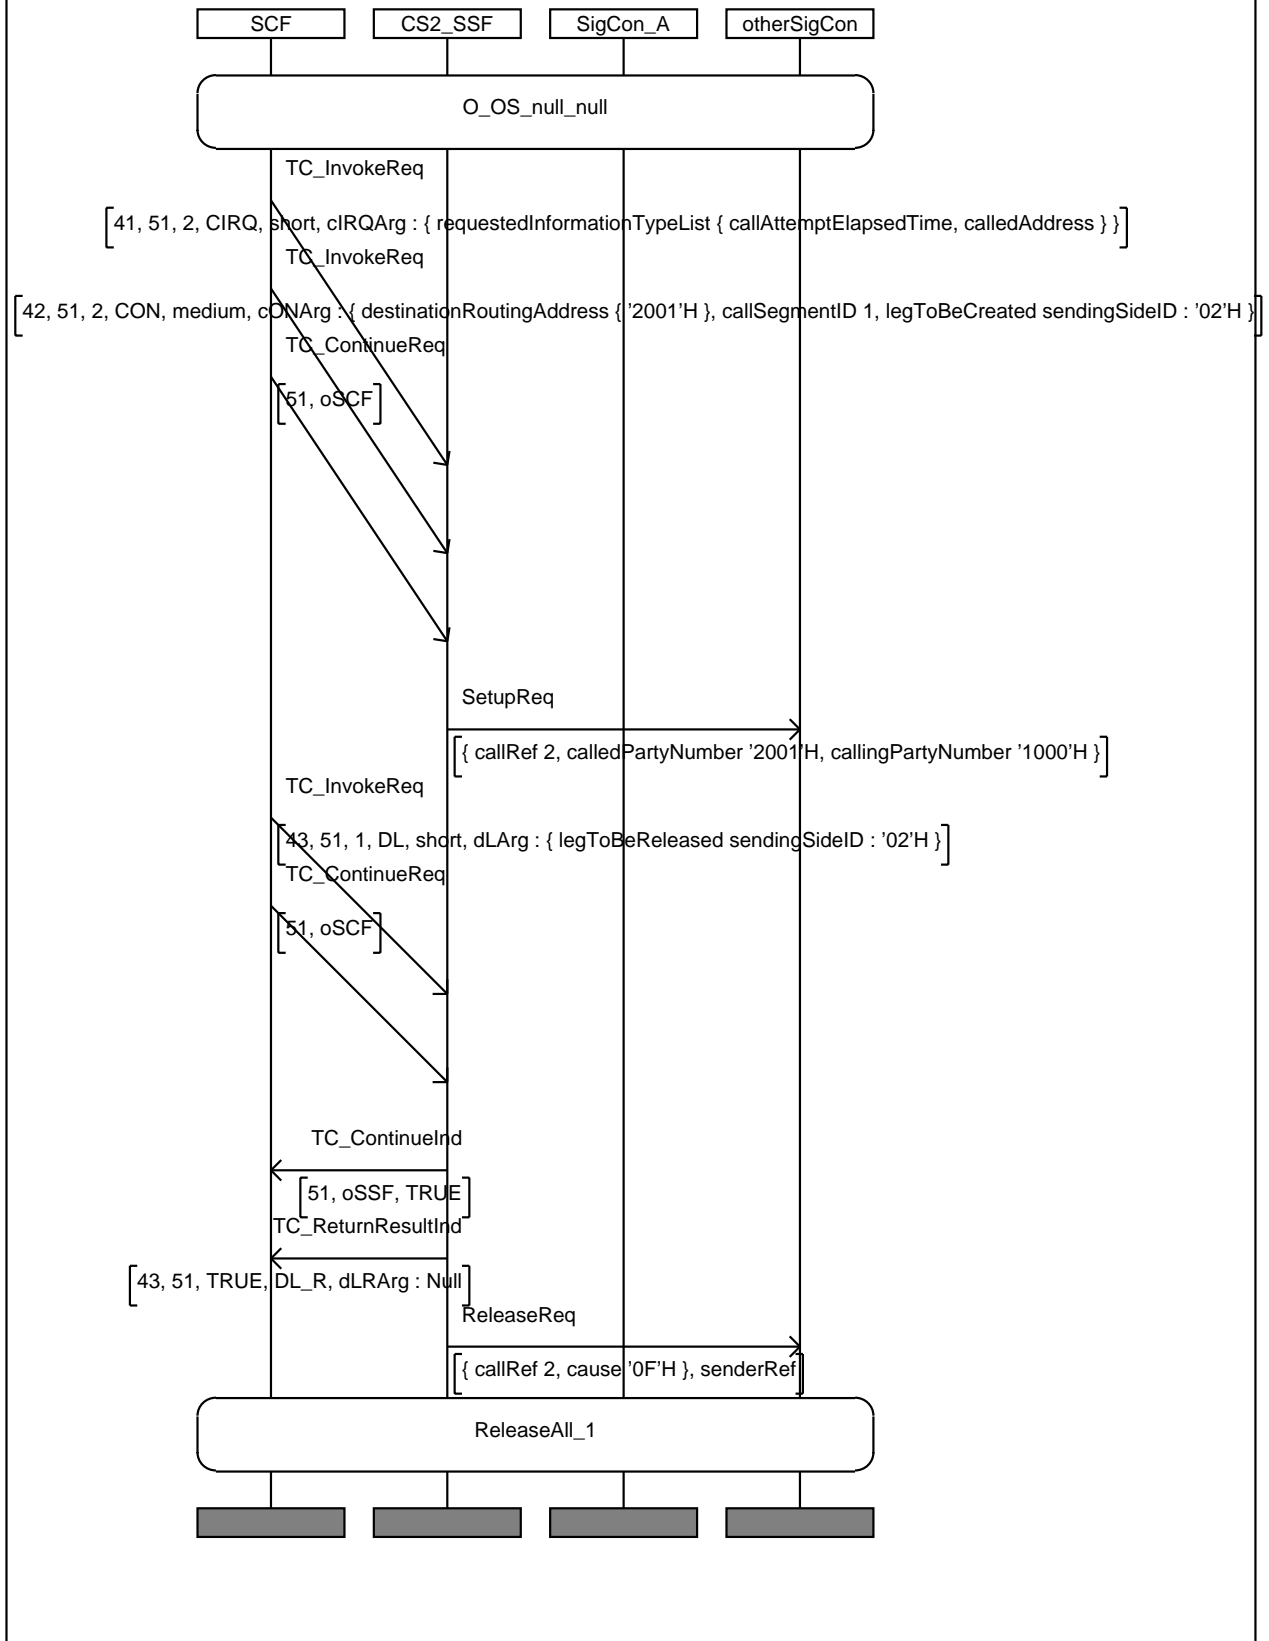 SCF CS2_SSF SigCon_A otherSigCon
O_OS_null_null
TC_InvokeReq
41, 51, 2, CIRQ, short, cIRQArg : { requestedInformationTypeList { callAttemptElapsedTime, calledAddress } }
TC_InvokeReq
42, 51, 2, CON, medium, cONArg : { destinationRoutingAddress { '2001'H }, callSegmentID 1, legToBeCreated sendingSideID : '02'H }
TC_ContinueReq
51, oSCF
SetupReq
{ callRef 2, calledPartyNumber '2001'H, callingPartyNumber '1000'H }
TC_InvokeReq
43, 51, 1, DL, short, dLArg : { legToBeReleased sendingSideID : '02'H }
TC_ContinueReq
51, oSCF
TC_ContinueInd
51, oSSF, TRUE
TC_ReturnResultInd
43, 51, TRUE, DL_R, dLRArg : Null
ReleaseReq
{ callRef 2, cause '0F'H }, senderRef
ReleaseAll_1